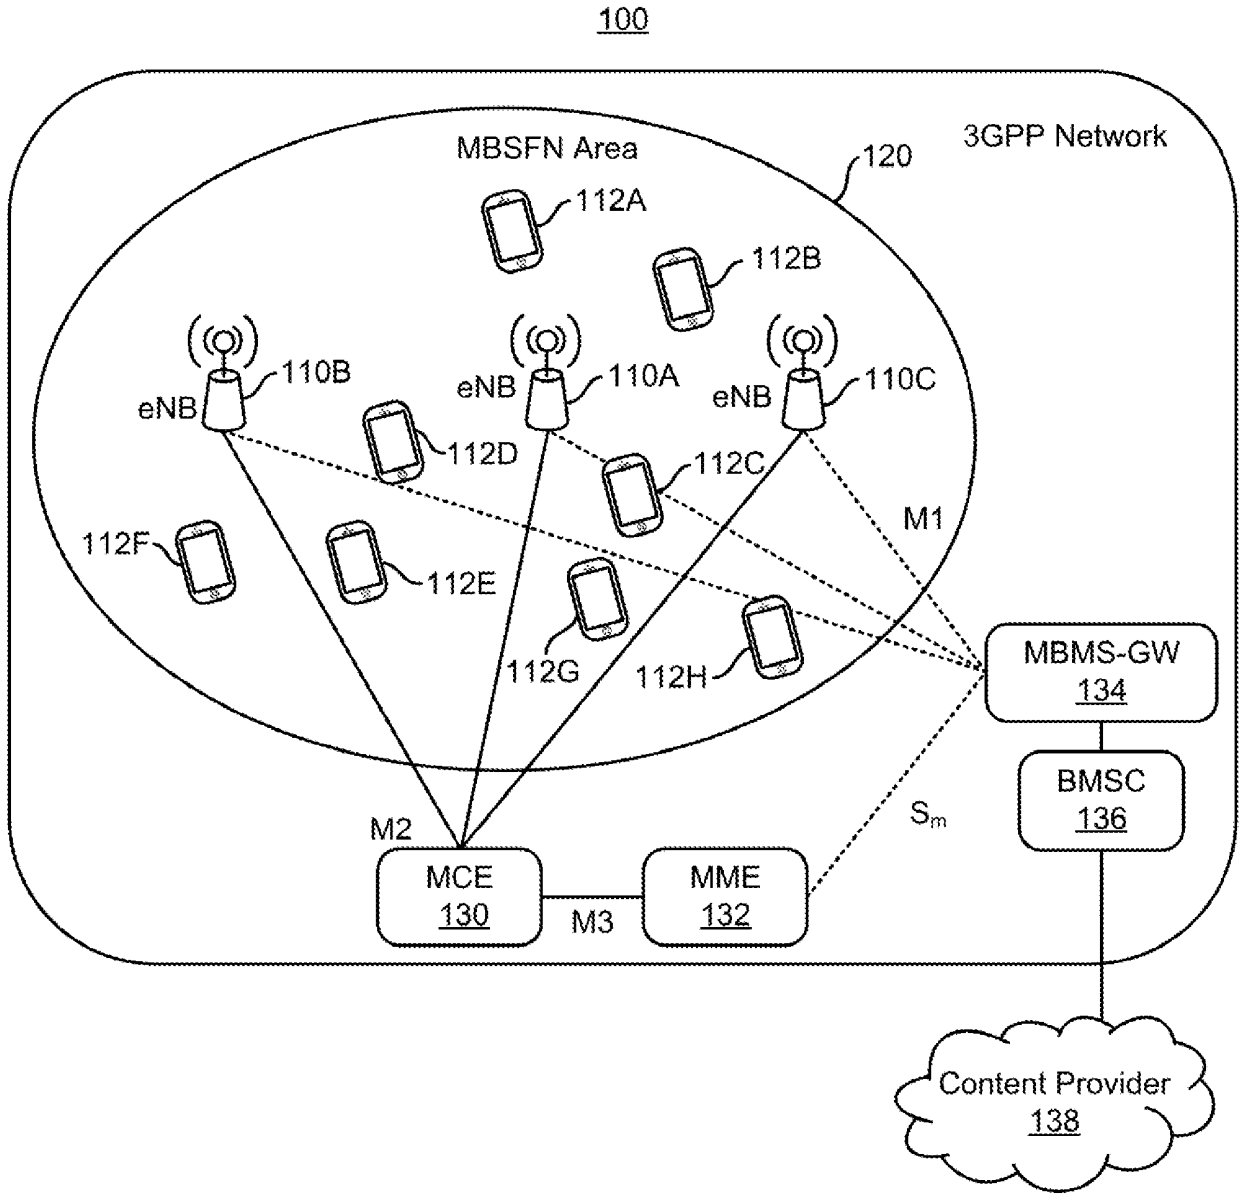 100
3GPP Network
MBSFN Area
120
112A
112B
110B
110A
110C
eNB
eNB
eNB
112D
112C
M1
112F
112E
112G
112H
MBMS-GW
134
BMSC
136
Sm
M2
MCE
130
M3
MME
132
Content Provider
138